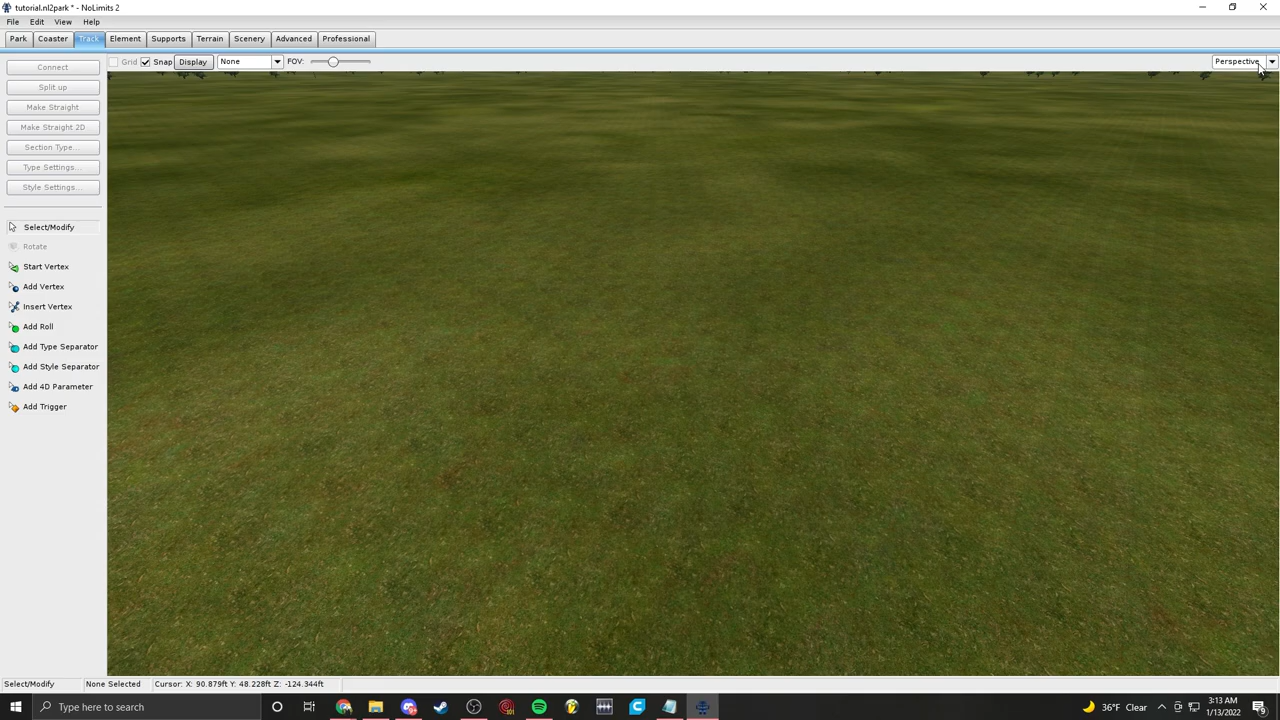 tutorial.nl2park * - NoLimits 2
File Edit View Help
Park Coaster Track Element Supports Terrain Scenery Advanced Professional
Grid Snap Display None FOV: Perspective
Connect
Split up
Make Straight
Make Straight 2D
Section Type...
Type Settings...
Style Settings...
Select/Modify
Rotate
Start Vertex
Add Vertex
Insert Vertex
Add Roll
Add Type Separator
Add Style Separator
Add 4D Parameter
Add Trigger
Select/Modify None Selected Cursor: X: 90.879ft Y: 48.228ft Z: -124.344ft
Type here to search
36°F Clear
3:13 AM
1/13/2022